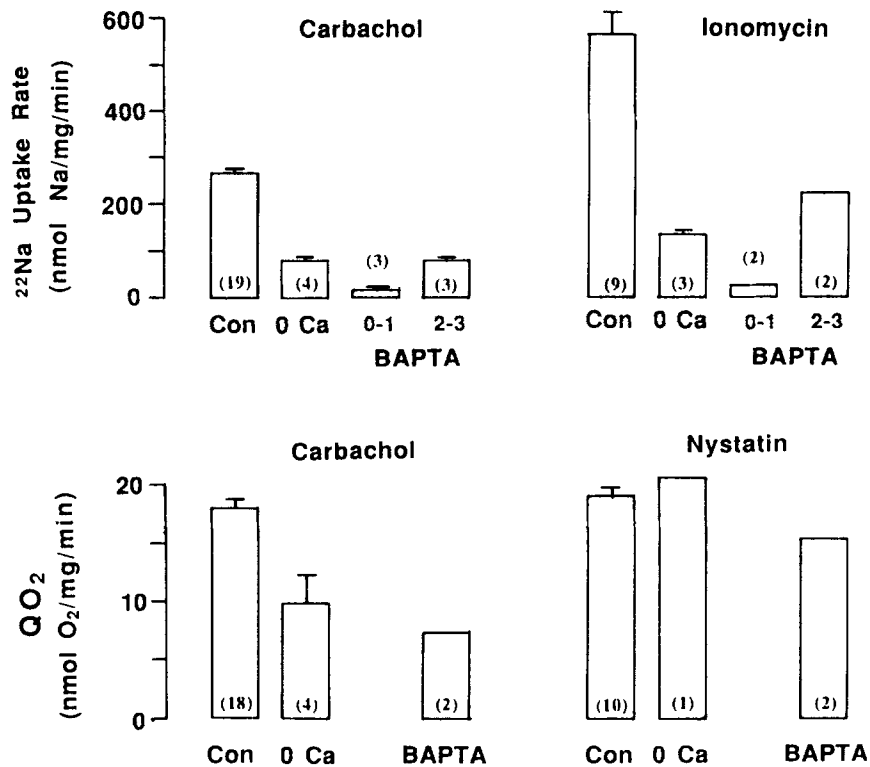 Carbachol
Ionomycin
²²Na Uptake Rate
(nmol Na/mg/min)
600
400
200
0
(19)
(4)
(3)
(3)
(9)
(3)
(2)
(2)
Con
0 Ca
0-1
2-3
BAPTA
Con
0 Ca
0-1
2-3
BAPTA
Carbachol
Nystatin
QO₂
(nmol O₂/mg/min)
20
10
0
(18)
(4)
(2)
(10)
(1)
(2)
Con
0 Ca
BAPTA
Con
0 Ca
BAPTA